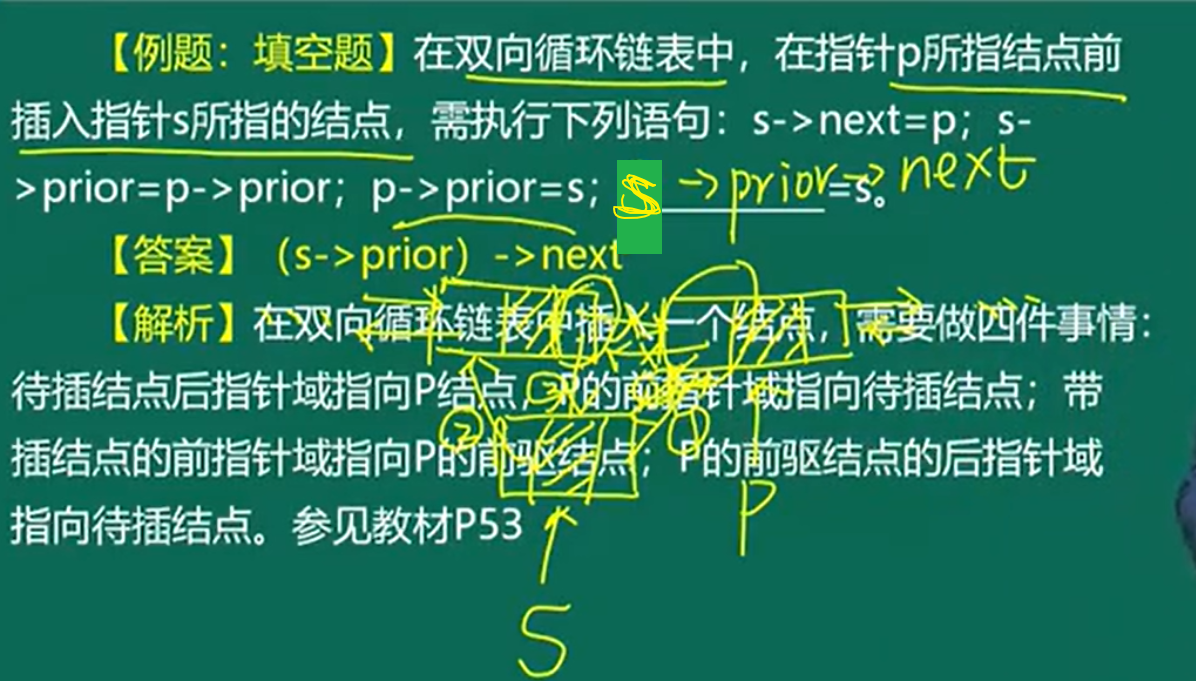 【例题：填空题】在双向循环链表中，在指针p所指结点前
插入指针s所指的结点，需执行下列语句：s->next=p；s-
>prior=p->prior；p->prior=s；S->prior->next=s。
【答案】（s->prior）->next
【解析】在双向循环链表中插入一个结点，需要做四件事情：
待插结点后指针域指向P结点；P的前指针域指向待插结点；带
插结点的前指针域指向P的前驱结点；P的前驱结点的后指针域
指向待插结点。参见教材P53
② ③ ①
P
S